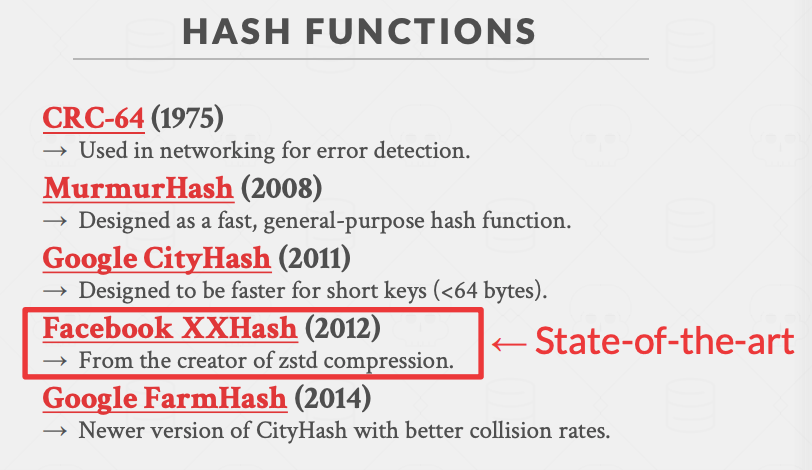 HASH FUNCTIONS
CRC-64 (1975)
→ Used in networking for error detection.
MurmurHash (2008)
→ Designed as a fast, general-purpose hash function.
Google CityHash (2011)
→ Designed to be faster for short keys (<64 bytes).
Facebook XXHash (2012)
→ From the creator of zstd compression.
← State-of-the-art
Google FarmHash (2014)
→ Newer version of CityHash with better collision rates.